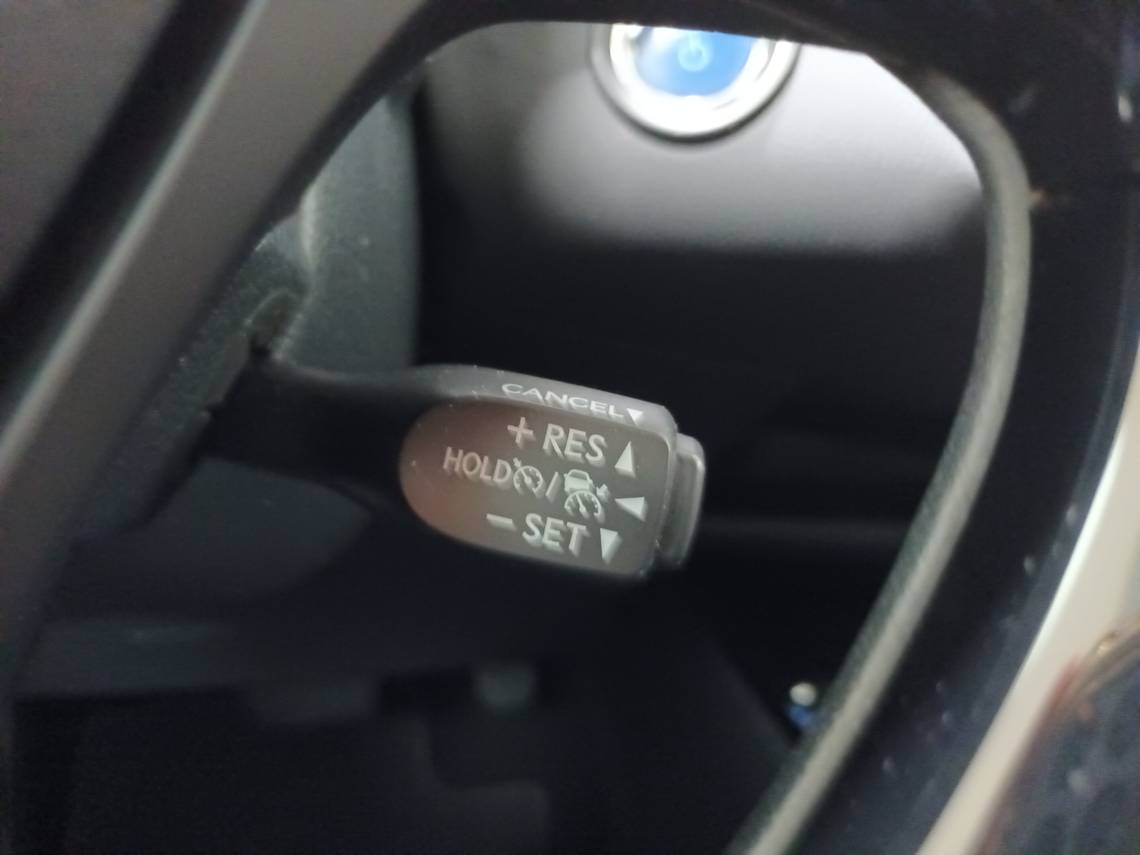 CANCEL▼
+ RES ▲
HOLD / ◀
- SET ▼